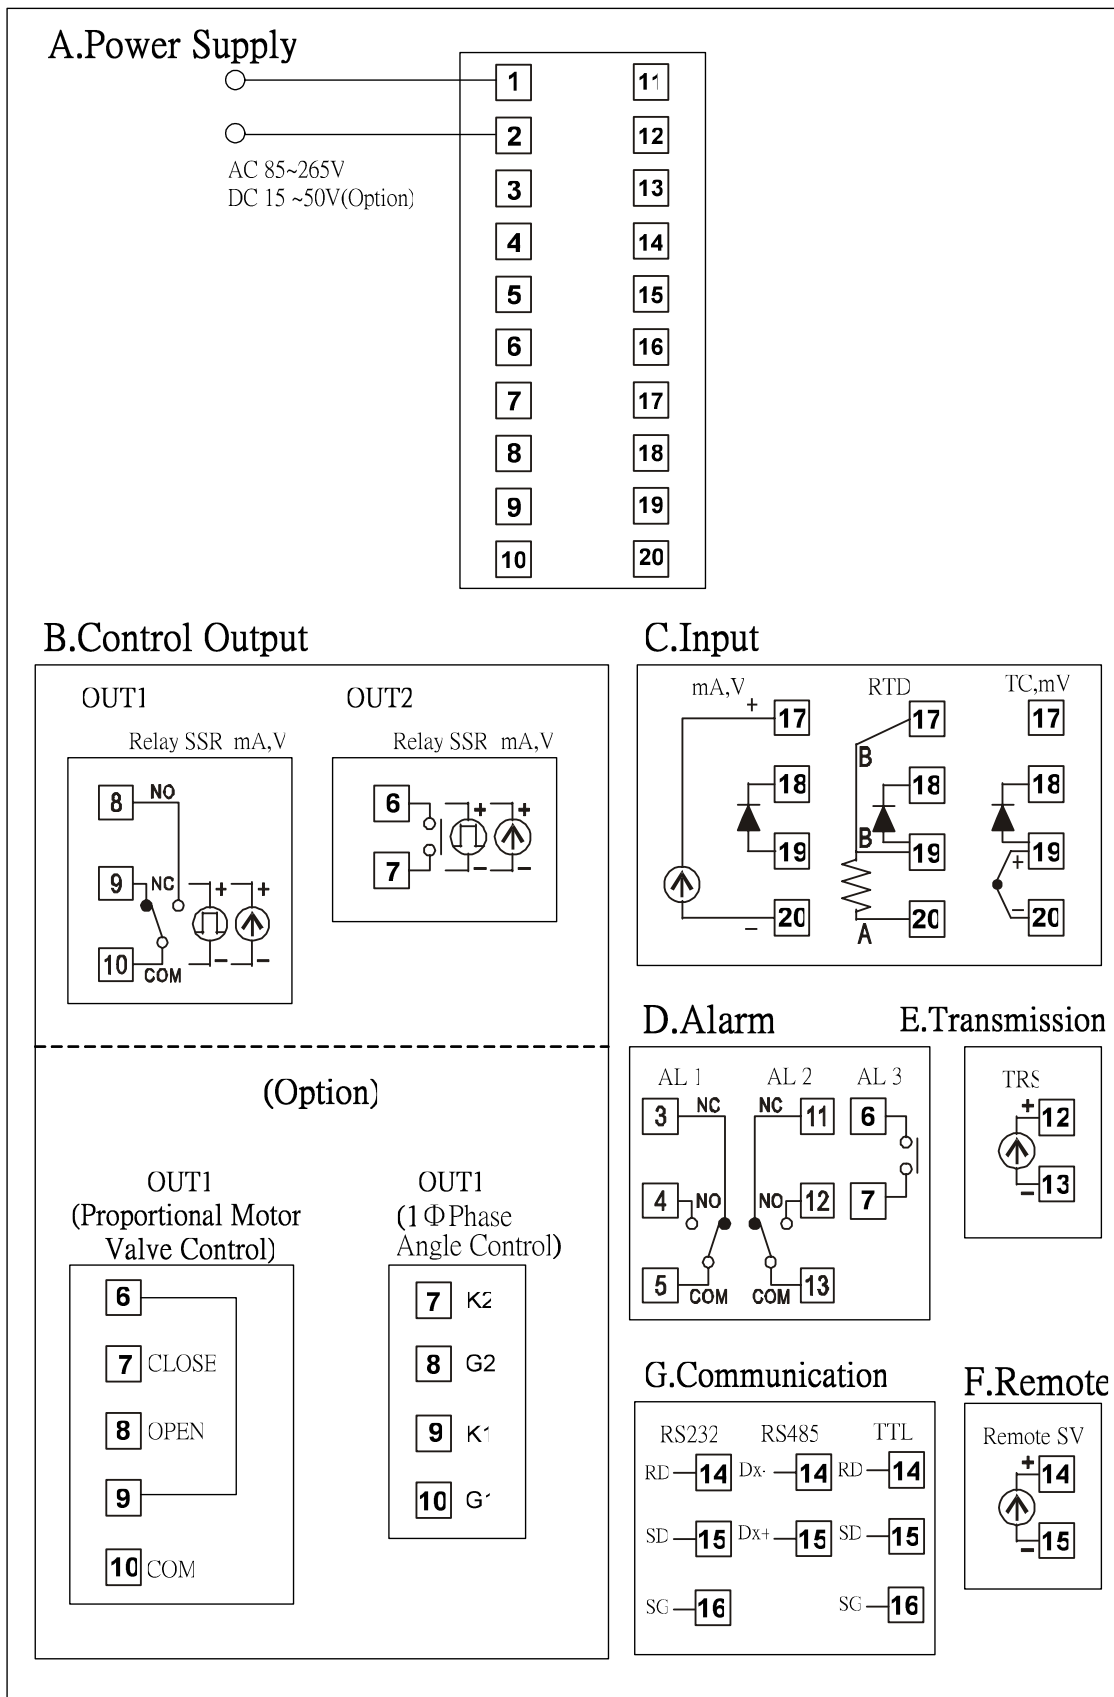 A.Power Supply
AC 85~265V
DC 15 ~50V(Option)
1 11
2 12
3 13
4 14
5 15
6 16
7 17
8 18
9 19
10 20
B.Control Output
OUT1
Relay SSR mA,V
8 NO
9 NC + +
10 COM - -
OUT2
Relay SSR mA,V
6 + +
7 - -
(Option)
OUT1
(Proportional Motor
Valve Control)
6
7 CLOSE
8 OPEN
9
10 COM
OUT1
(1ΦPhase
Angle Control)
7 K2
8 G2
9 K1
10 G1
C.Input
mA,V
+ 17
18
19
- 20
RTD
17
B
18
B 19
A 20
TC,mV
17
18
+ 19
- 20
D.Alarm
AL 1 AL 2 AL 3
3 NC NC 11 6
4 NO NO 12 7
5 COM COM 13
E.Transmission
TRS
+ 12
- 13
G.Communication
RS232 RS485 TTL
RD 14 Dx- 14 RD 14
SD 15 Dx+ 15 SD 15
SG 16 SG 16
F.Remote
Remote SV
+ 14
- 15